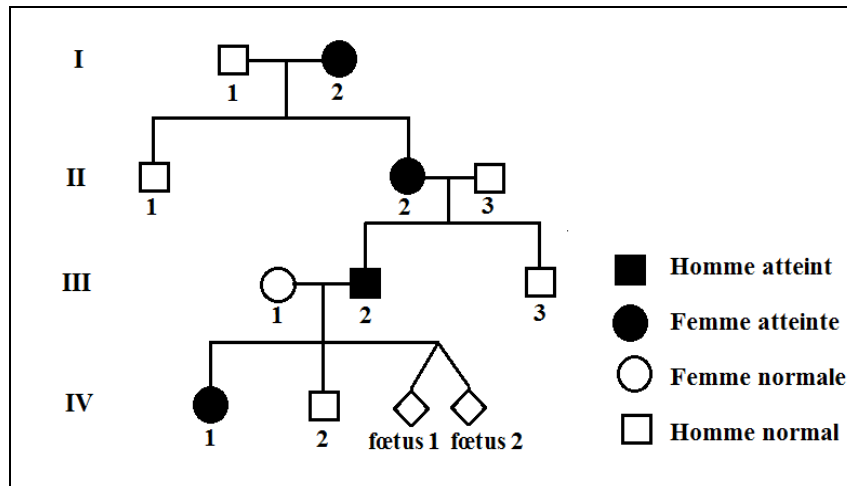 I
1
2
II
1
2
3
III
1
2
3
IV
1
2
fœtus 1
fœtus 2
Homme atteint
Femme atteinte
Femme normale
Homme normal